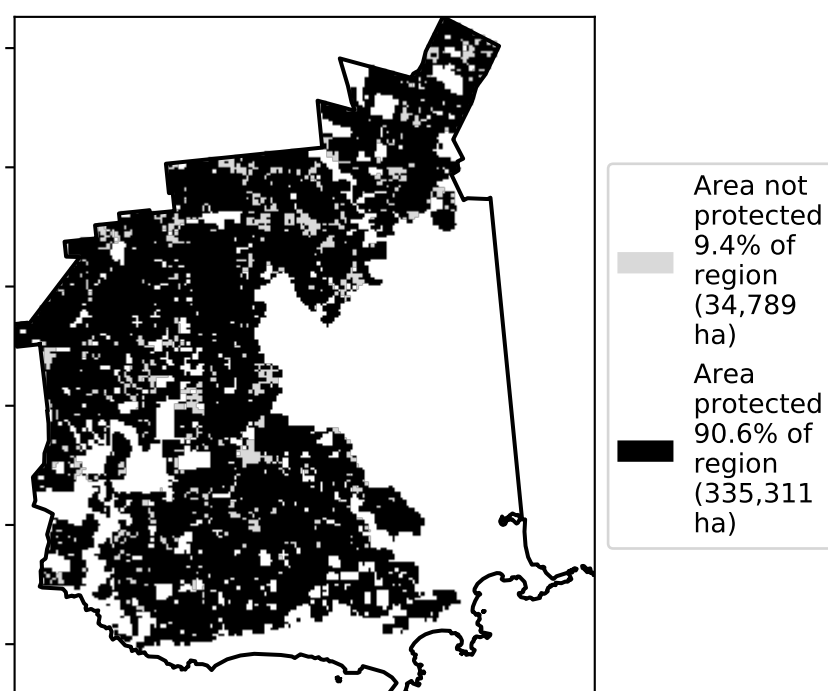 Area not
protected
9.4% of
region
(34,789
ha)
Area
protected
90.6% of
region
(335,311
ha)